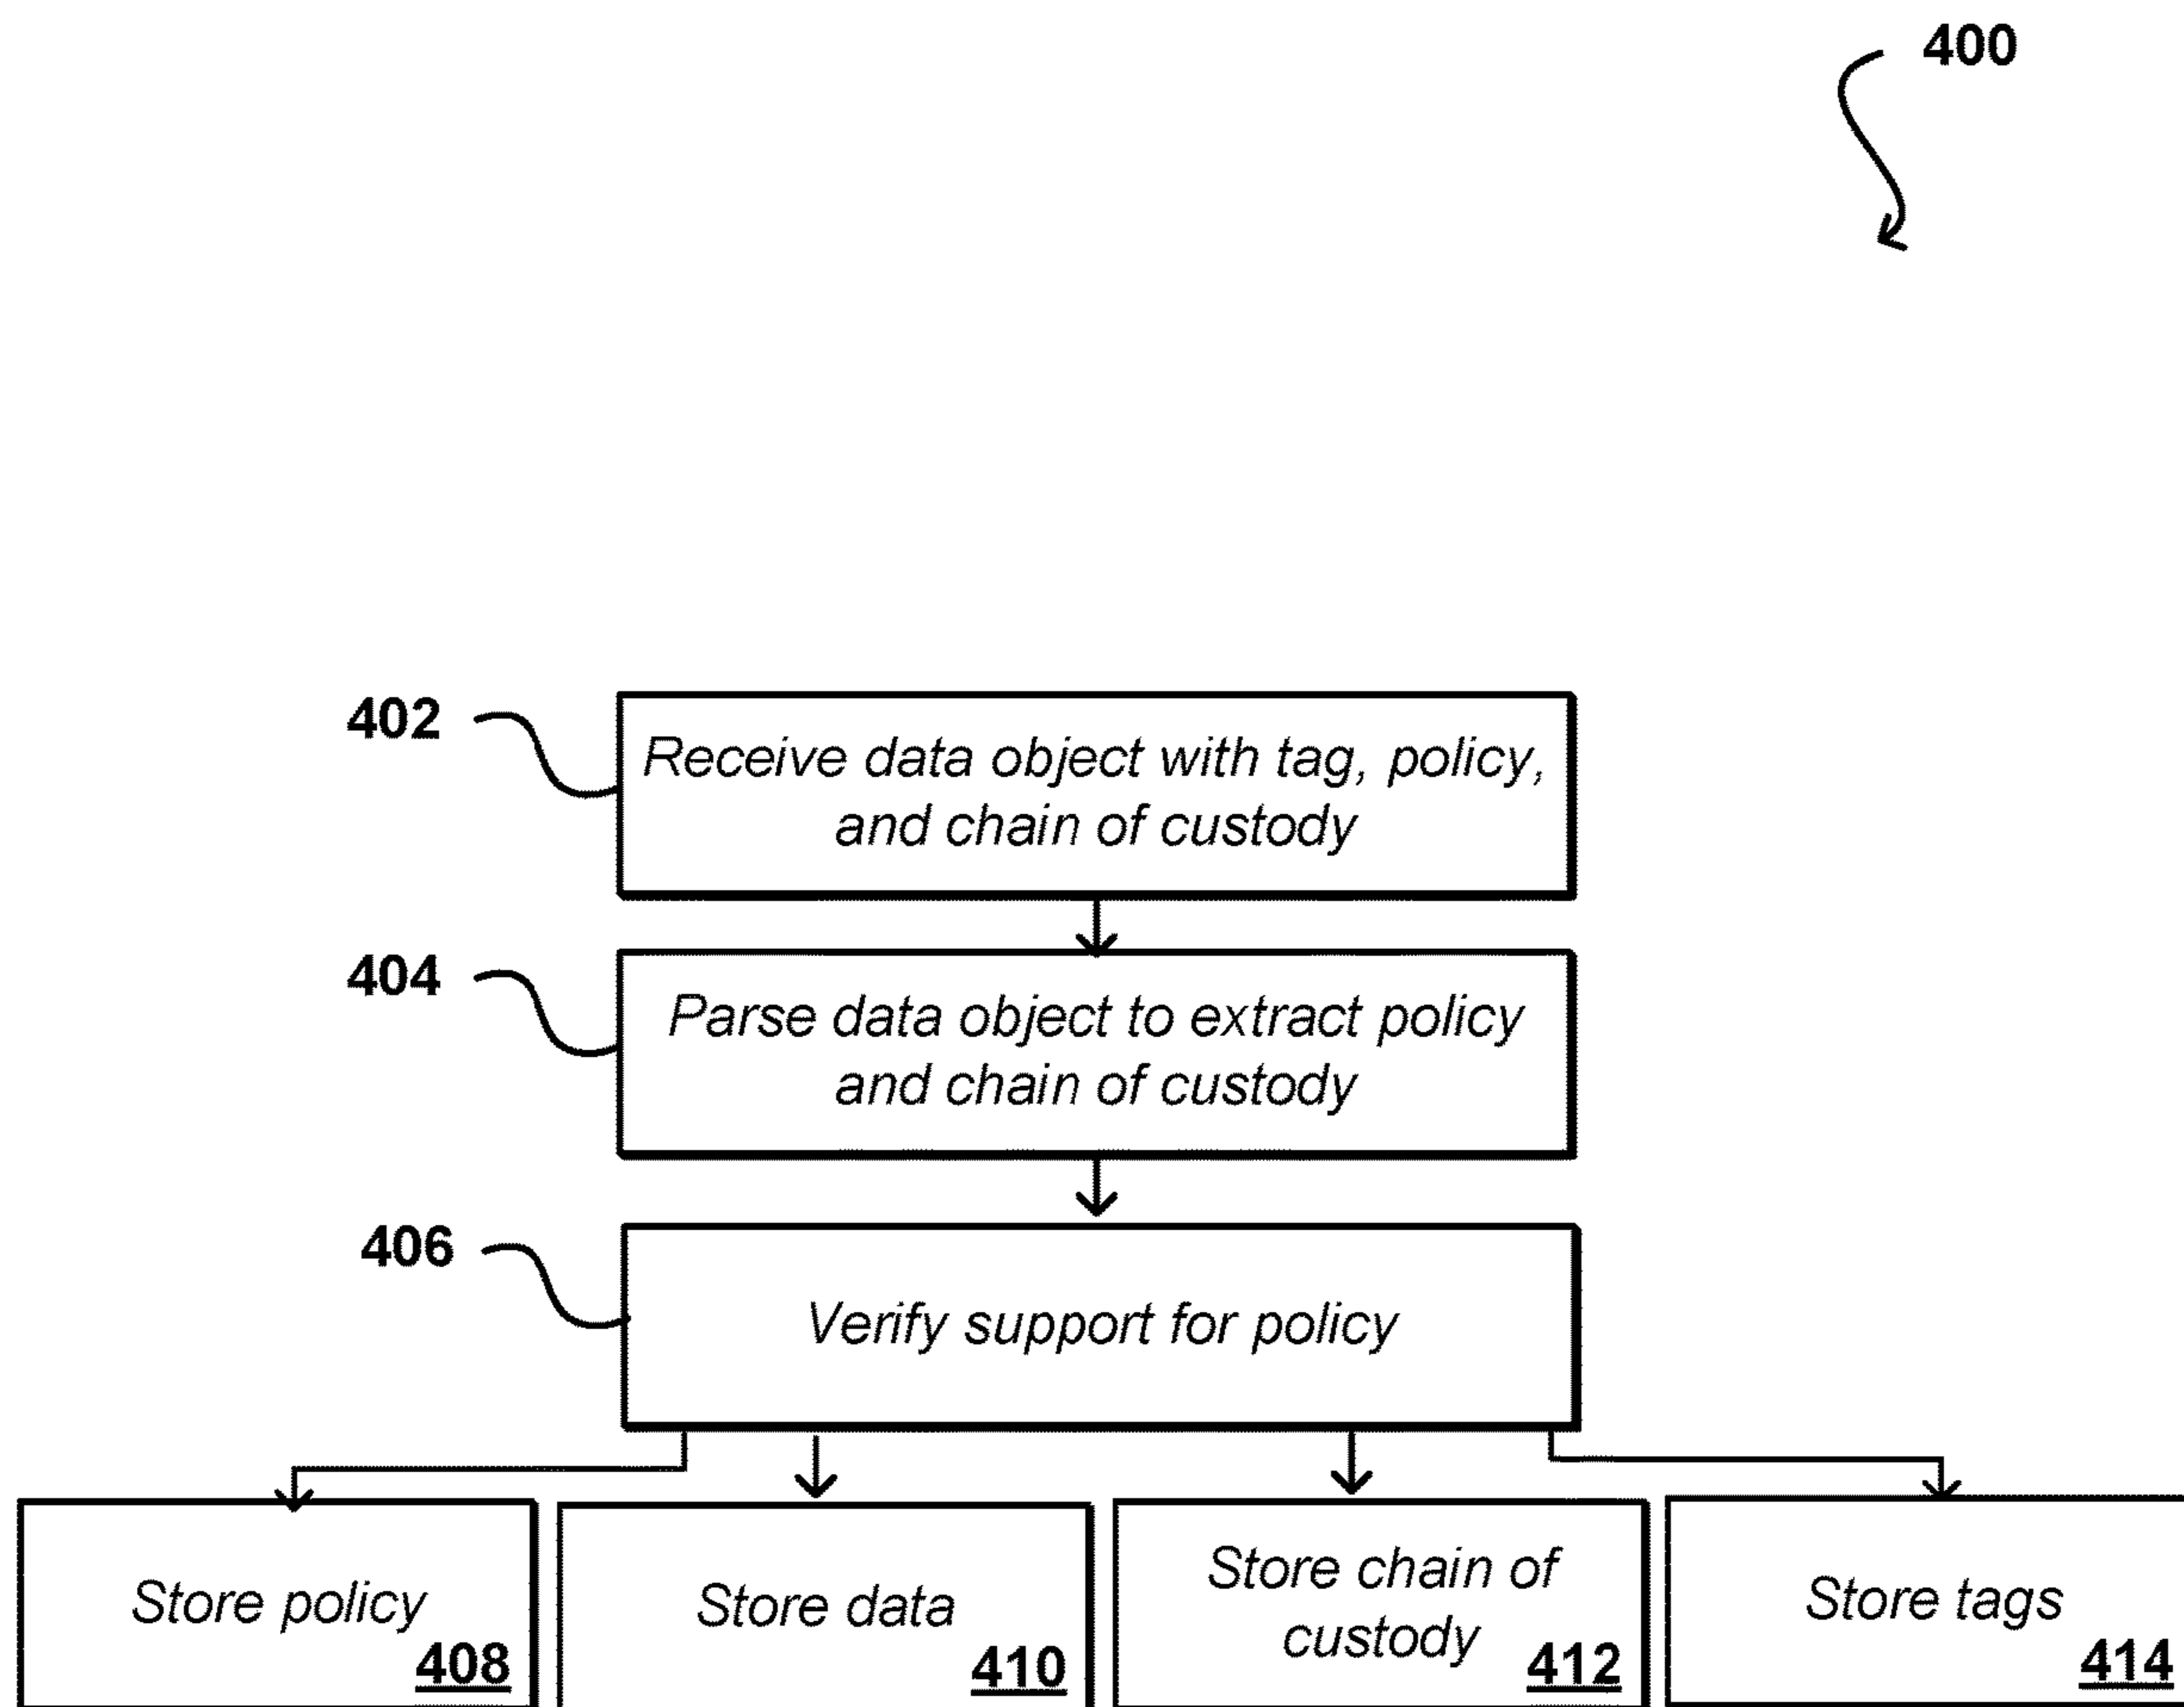 400
402
Receive data object with tag, policy,
and chain of custody
404
Parse data object to extract policy
and chain of custody
406
Verify support for policy
Store policy
408
Store data
410
Store chain of
custody
412
Store tags
414